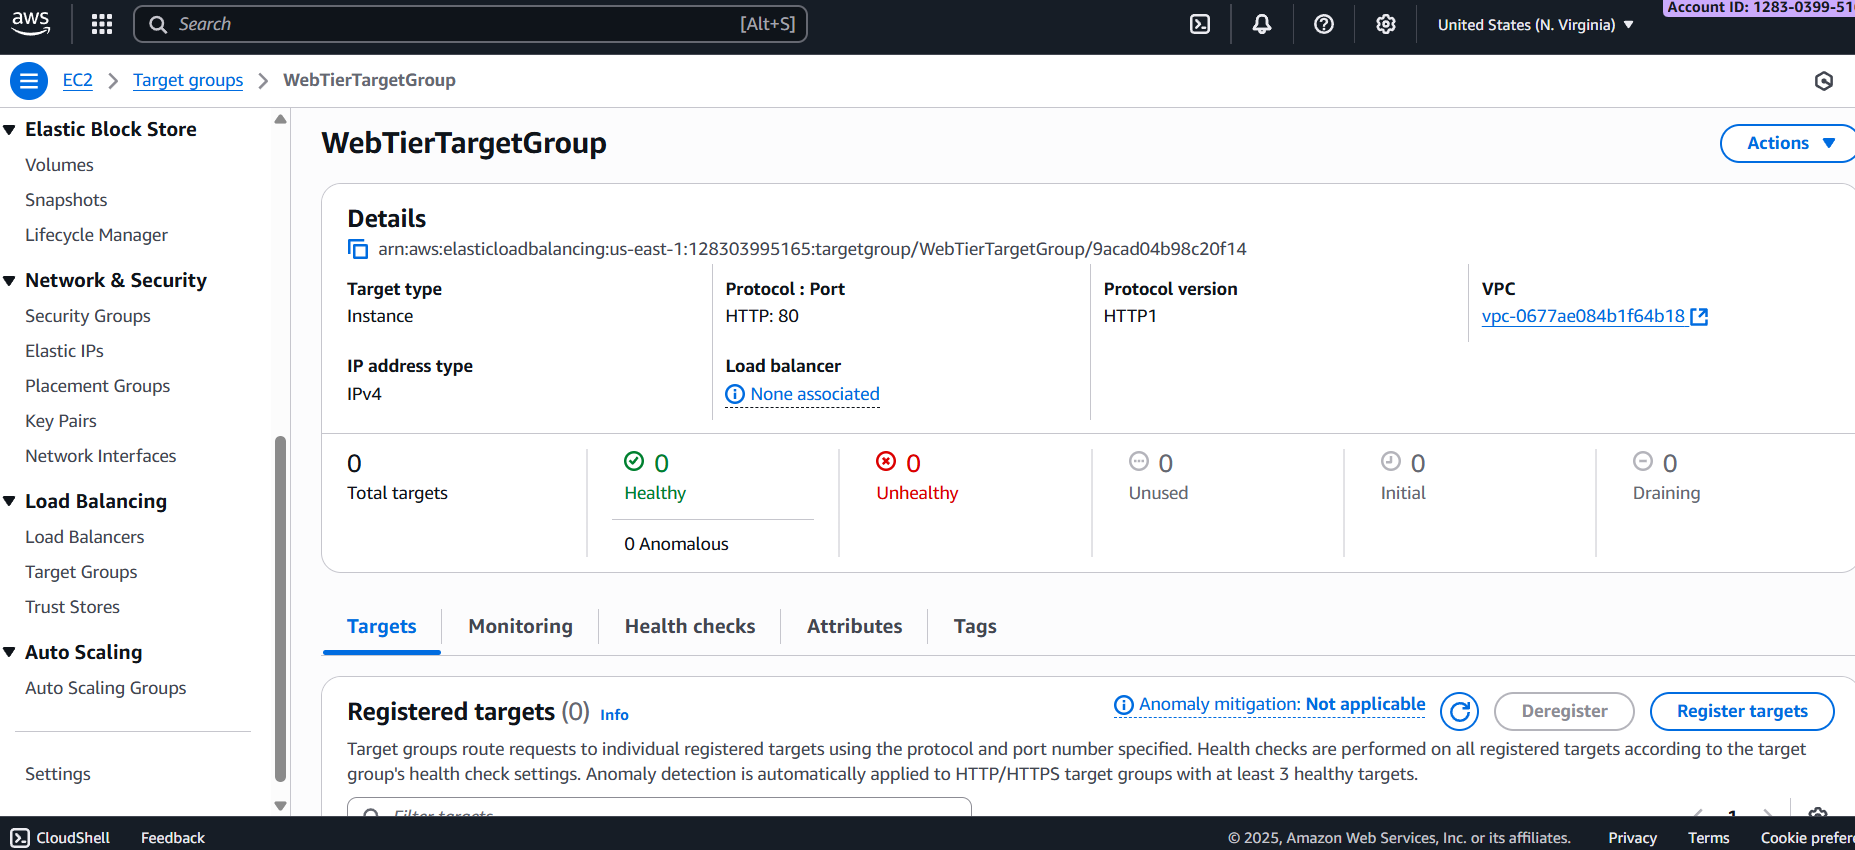 aws
Search [Alt+S]
United States (N. Virginia)
Account ID: 1283-0399-51
EC2 > Target groups > WebTierTargetGroup
Elastic Block Store
Volumes
Snapshots
Lifecycle Manager
Network & Security
Security Groups
Elastic IPs
Placement Groups
Key Pairs
Network Interfaces
Load Balancing
Load Balancers
Target Groups
Trust Stores
Auto Scaling
Auto Scaling Groups
Settings
WebTierTargetGroup
Actions
Details
arn:aws:elasticloadbalancing:us-east-1:128303995165:targetgroup/WebTierTargetGroup/9acad04b98c20f14
Target type
Instance
Protocol : Port
HTTP: 80
Protocol version
HTTP1
VPC
vpc-0677ae084b1f64b18
IP address type
IPv4
Load balancer
None associated
0
Total targets
0
Healthy
0 Anomalous
0
Unhealthy
0
Unused
0
Initial
0
Draining
Targets
Monitoring
Health checks
Attributes
Tags
Registered targets (0) Info
Anomaly mitigation: Not applicable
Deregister
Register targets
Target groups route requests to individual registered targets using the protocol and port number specified. Health checks are performed on all registered targets according to the target
group's health check settings. Anomaly detection is automatically applied to HTTP/HTTPS target groups with at least 3 healthy targets.
Filter targets
1
CloudShell
Feedback
© 2025, Amazon Web Services, Inc. or its affiliates.
Privacy
Terms
Cookie prefer